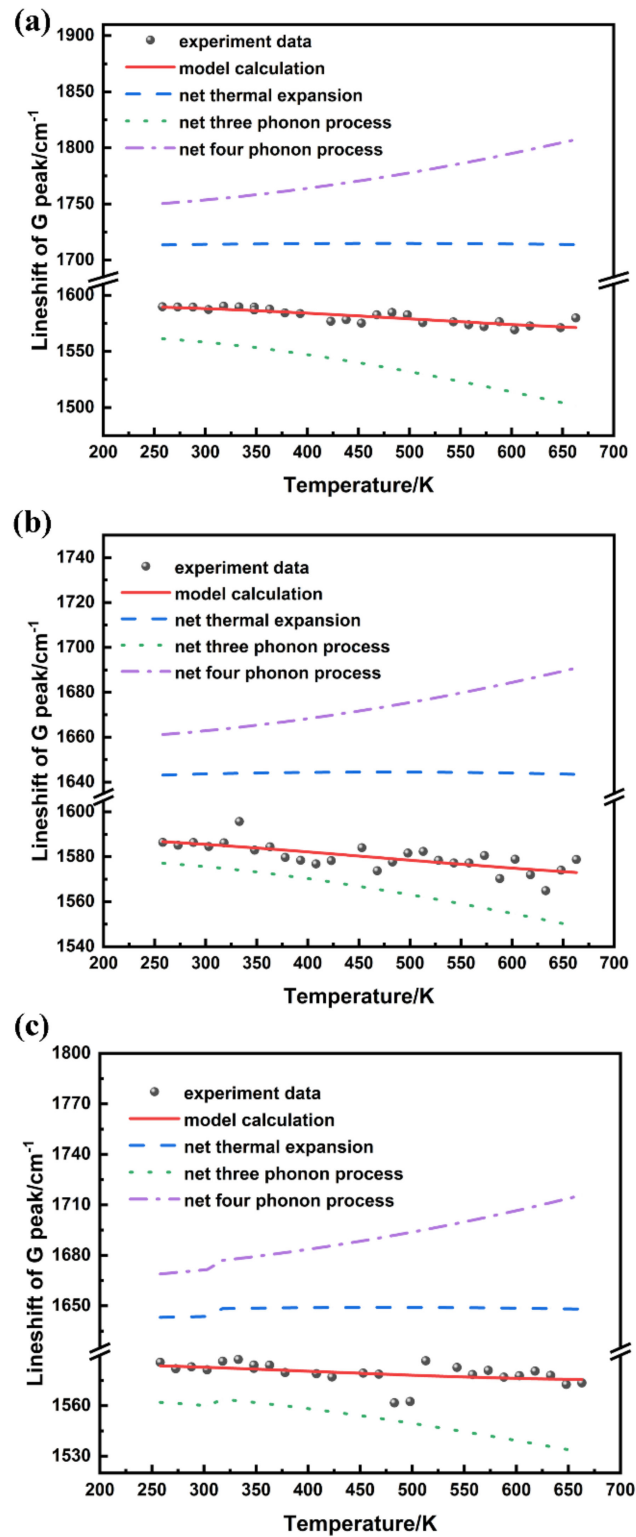 (a)
1900
1850
1800
1750
1700
1600
1550
1500
Lineshift of G peak/cm-1
experiment data
model calculation
net thermal expansion
net three phonon process
net four phonon process
200 250 300 350 400 450 500 550 600 650 700
Temperature/K
(b)
1740
1720
1700
1680
1660
1640
1600
1580
1560
1540
Lineshift of G peak/cm-1
experiment data
model calculation
net thermal expansion
net three phonon process
net four phonon process
200 250 300 350 400 450 500 550 600 650 700
Temperature/K
(c)
1800
1770
1740
1710
1680
1650
1560
1530
Lineshift of G peak/cm-1
experiment data
model calculation
net thermal expansion
net three phonon process
net four phonon process
200 250 300 350 400 450 500 550 600 650 700
Temperature/K